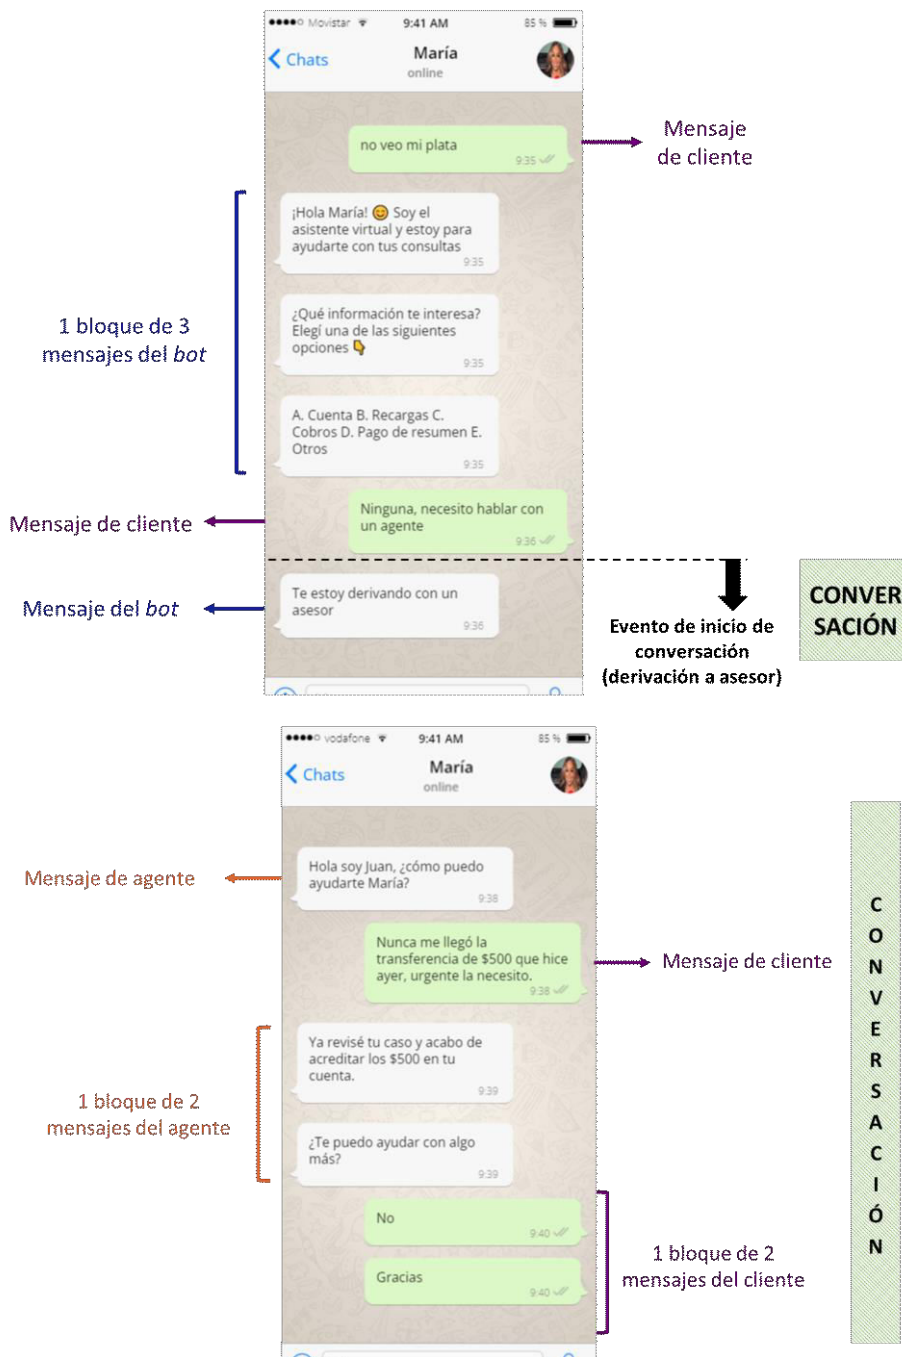 Movistar 9:41 AM 85 %
Chats
María
online
no veo mi plata
9:35
Mensaje
de cliente
¡Hola María! 😊 Soy el
asistente virtual y estoy para
ayudarte con tus consultas
9:35
1 bloque de 3
mensajes del bot
¿Qué información te interesa?
Elegí una de las siguientes
opciones 👇
9:35
A. Cuenta B. Recargas C.
Cobros D. Pago de resumen E.
Otros
9:35
Mensaje de cliente
Ninguna, necesito hablar con
un agente
9:36
Mensaje del bot
Te estoy derivando con un
asesor
9:36
Evento de inicio de
conversación
(derivación a asesor)
CONVER
SACIÓN
vodafone 9:41 AM 85 %
Chats
María
online
Mensaje de agente
Hola soy Juan, ¿cómo puedo
ayudarte María?
9:38
Nunca me llegó la
transferencia de $500 que hice
ayer, urgente la necesito.
9:38
Mensaje de cliente
1 bloque de 2
mensajes del agente
Ya revisé tu caso y acabo de
acreditar los $500 en tu
cuenta.
9:39
¿Te puedo ayudar con algo
más?
9:39
No
9:40
Gracias
9:40
1 bloque de 2
mensajes del cliente
C
O
N
V
E
R
S
A
C
I
Ó
N